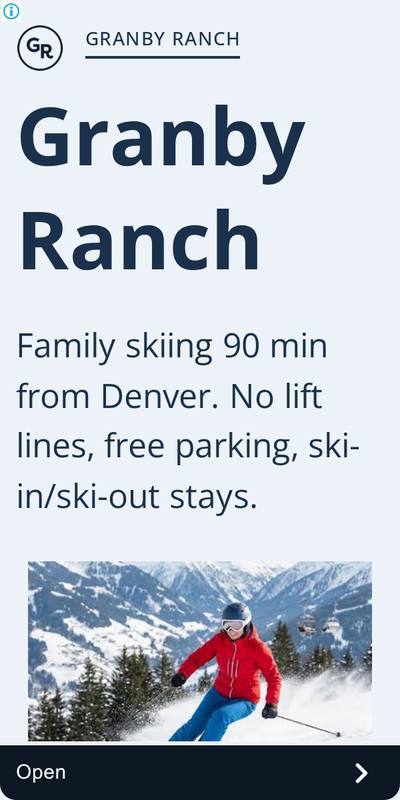 GR
GRANBY RANCH
Granby
Ranch
Family skiing 90 min
from Denver. No lift
lines, free parking, ski-
in/ski-out stays.
Open